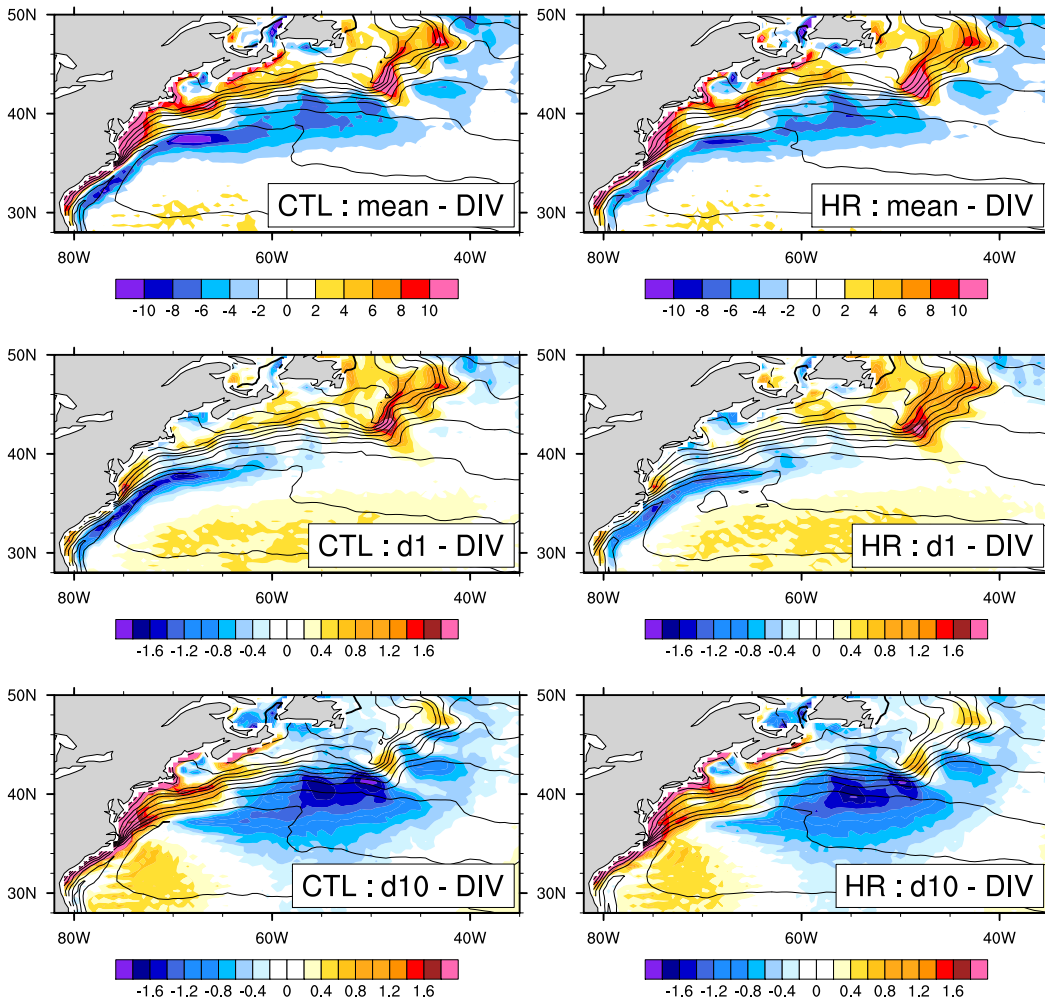 50N
40N
30N
80W 60W 40W
CTL : mean - DIV
-10 -8 -6 -4 -2 0 2 4 6 8 10
50N
40N
30N
80W 60W 40W
HR : mean - DIV
-10 -8 -6 -4 -2 0 2 4 6 8 10
50N
40N
30N
80W 60W 40W
CTL : d1 - DIV
-1.6 -1.2 -0.8 -0.4 0 0.4 0.8 1.2 1.6
50N
40N
30N
80W 60W 40W
HR : d1 - DIV
-1.6 -1.2 -0.8 -0.4 0 0.4 0.8 1.2 1.6
50N
40N
30N
80W 60W 40W
CTL : d10 - DIV
-1.6 -1.2 -0.8 -0.4 0 0.4 0.8 1.2 1.6
50N
40N
30N
80W 60W 40W
HR : d10 - DIV
-1.6 -1.2 -0.8 -0.4 0 0.4 0.8 1.2 1.6